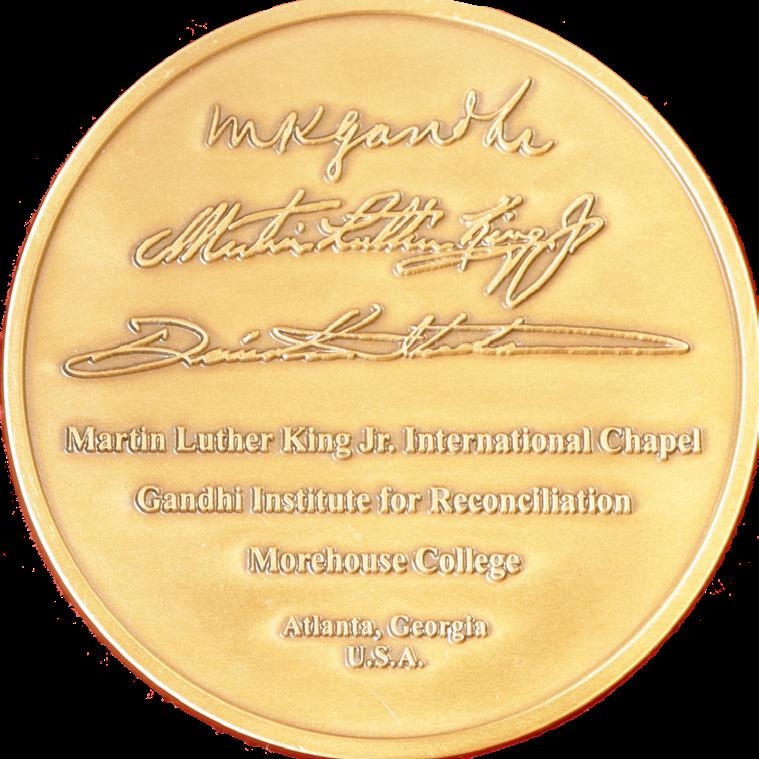 MKGandhi
Martin Luther King, Jr
Martin Luther King Jr. International Chapel
Gandhi Institute for Reconciliation
Morehouse College
Atlanta, Georgia
U.S.A.